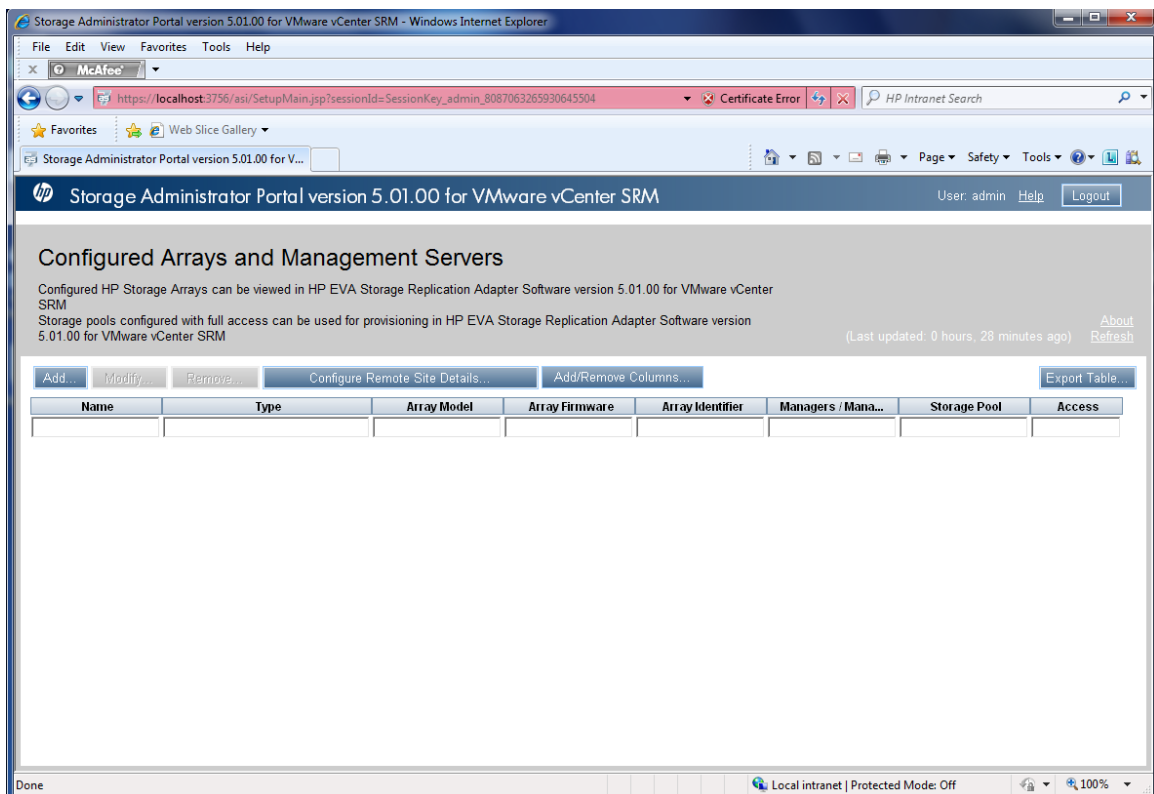 Storage Administrator Portal version 5.01.00 for VMware vCenter SRM - Windows Internet Explorer
File Edit View Favorites Tools Help
x McAfee
https://localhost:3756/asi/SetupMain.jsp?sessionId=SessionKey_admin_8087063265930645504 Certificate Error HP Intranet Search
Favorites Web Slice Gallery
Storage Administrator Portal version 5.01.00 for V... Page Safety Tools
hp Storage Administrator Portal version 5.01.00 for VMware vCenter SRM User: admin Help Logout
Configured Arrays and Management Servers
Configured HP Storage Arrays can be viewed in HP EVA Storage Replication Adapter Software version 5.01.00 for VMware vCenter
SRM
Storage pools configured with full access can be used for provisioning in HP EVA Storage Replication Adapter Software version
5.01.00 for VMware vCenter SRM
About
(Last updated: 0 hours, 28 minutes ago) Refresh
Add... Modify... Remove... Configure Remote Site Details... Add/Remove Columns... Export Table...
Name Type Array Model Array Firmware Array Identifier Managers / Mana... Storage Pool Access
Done Local intranet | Protected Mode: Off 100%